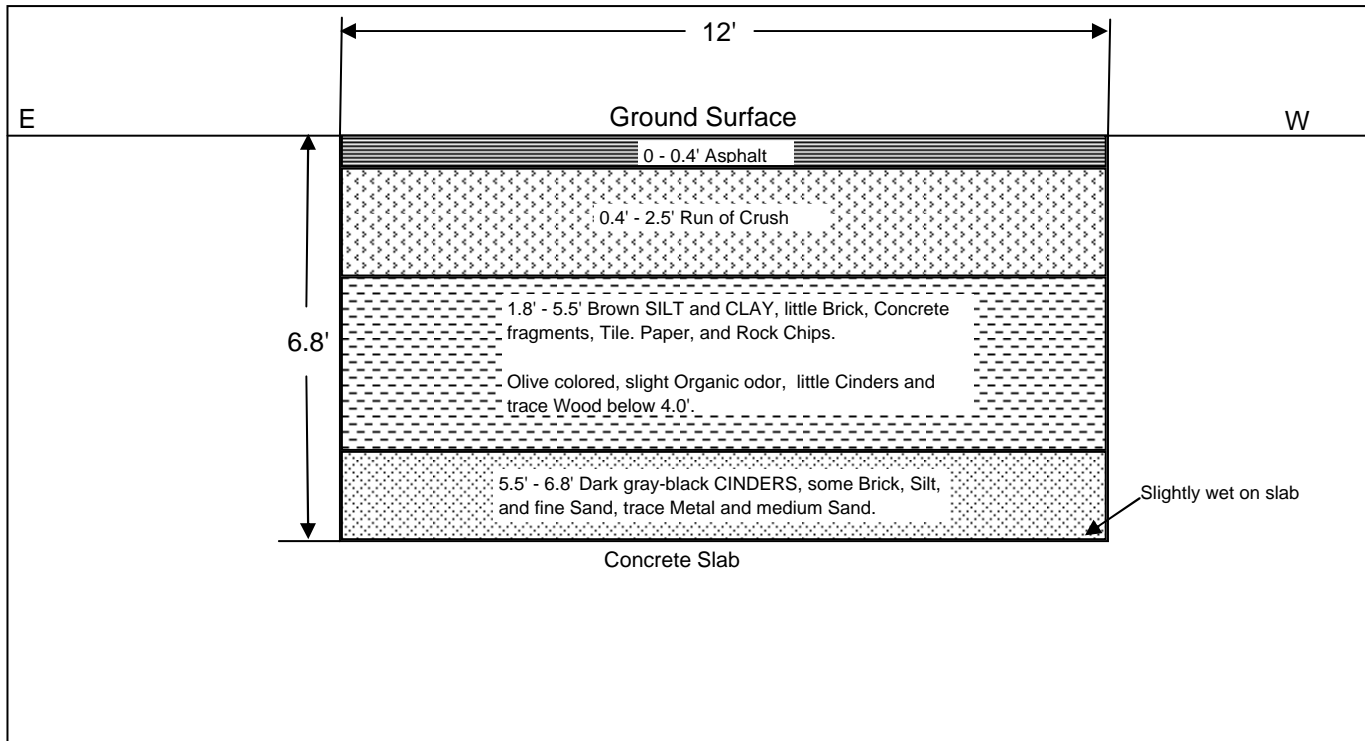 12'
E
Ground Surface
W
0 - 0.4' Asphalt
0.4' - 2.5' Run of Crush
1.8' - 5.5' Brown SILT and CLAY, little Brick, Concrete
fragments, Tile. Paper, and Rock Chips.
Olive colored, slight Organic odor, little Cinders and
trace Wood below 4.0'.
6.8'
5.5' - 6.8' Dark gray-black CINDERS, some Brick, Silt,
and fine Sand, trace Metal and medium Sand.
Slightly wet on slab
Concrete Slab